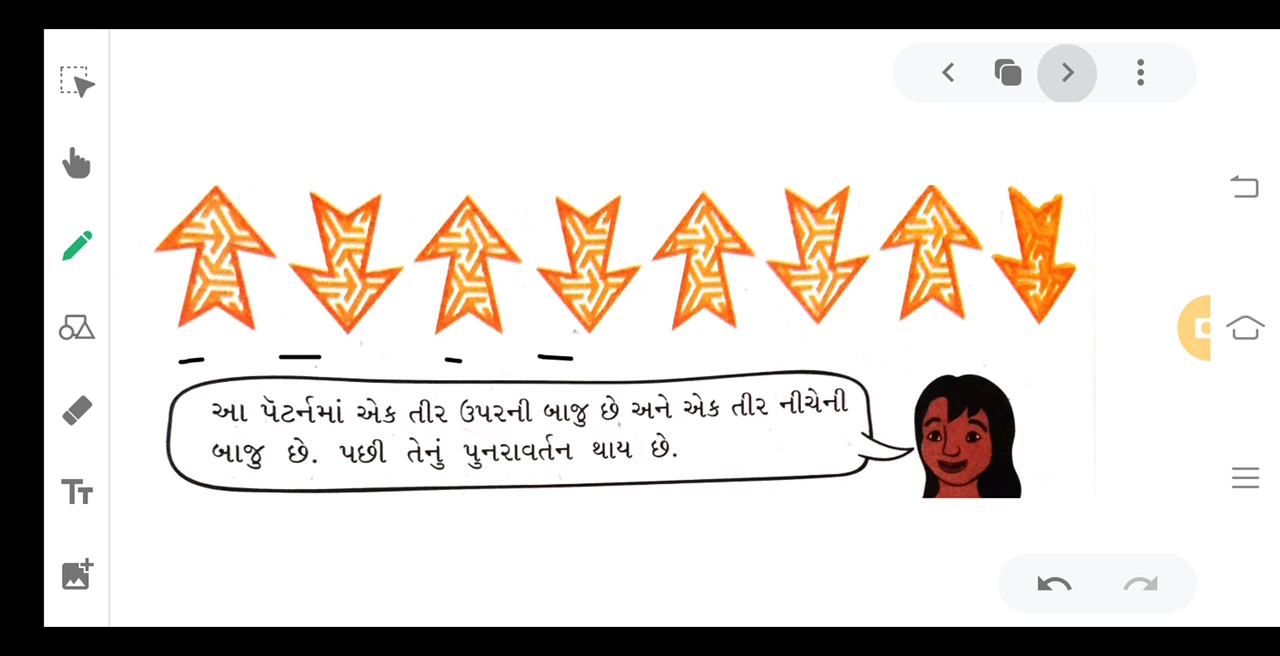 આ પૅટર્નમાં એક તીર ઉપરની બાજુ છે અને એક તીર નીચેની
બાજુ છે. પછી તેનું પુનરાવર્તન થાય છે.